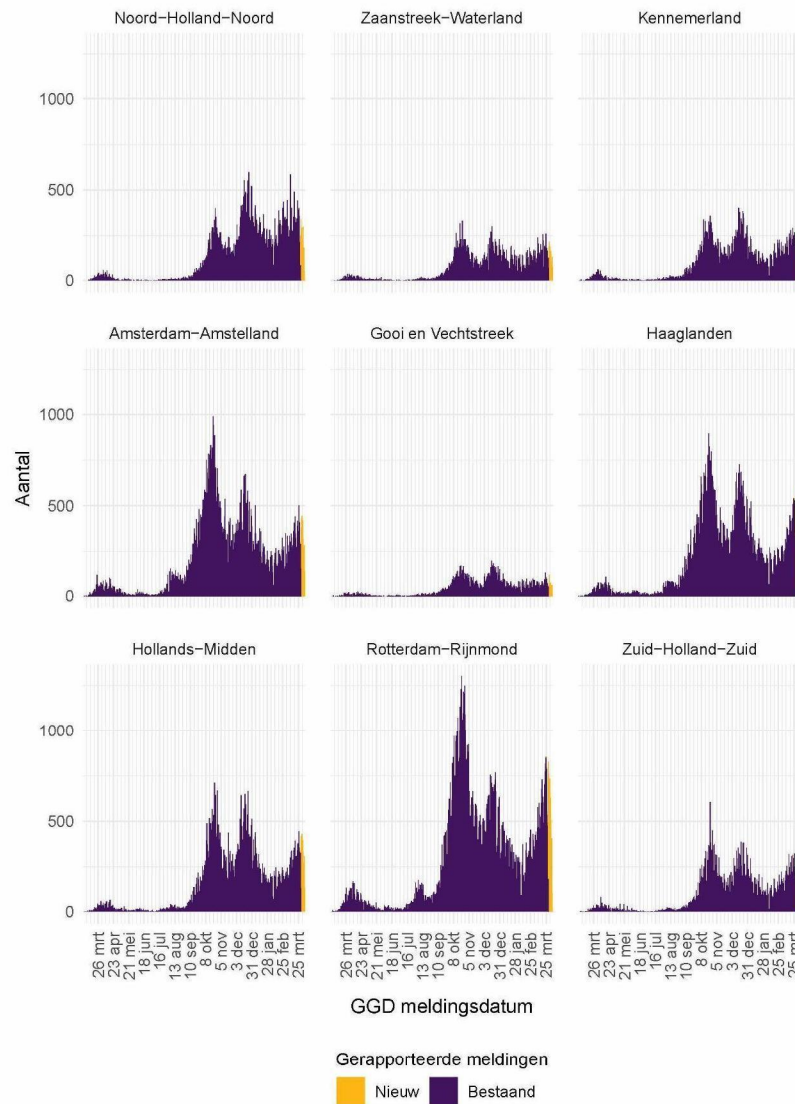 Noord−Holland−Noord
Zaanstreek−Waterland
Kennemerland
1000
500
0
Amsterdam−Amstelland
Gooi en Vechtstreek
Haaglanden
1000
500
0
Aantal
Hollands−Midden
Rotterdam−Rijnmond
Zuid−Holland−Zuid
1000
500
0
26 mrt
23 apr
21 mei
18 jun
16 jul
13 aug
10 sep
8 okt
5 nov
3 dec
31 dec
28 jan
25 feb
25 mrt
26 mrt
23 apr
21 mei
18 jun
16 jul
13 aug
10 sep
8 okt
5 nov
3 dec
31 dec
28 jan
25 feb
25 mrt
26 mrt
23 apr
21 mei
18 jun
16 jul
13 aug
10 sep
8 okt
5 nov
3 dec
31 dec
28 jan
25 feb
25 mrt
GGD meldingsdatum
Gerapporteerde meldingen
Nieuw
Bestaand